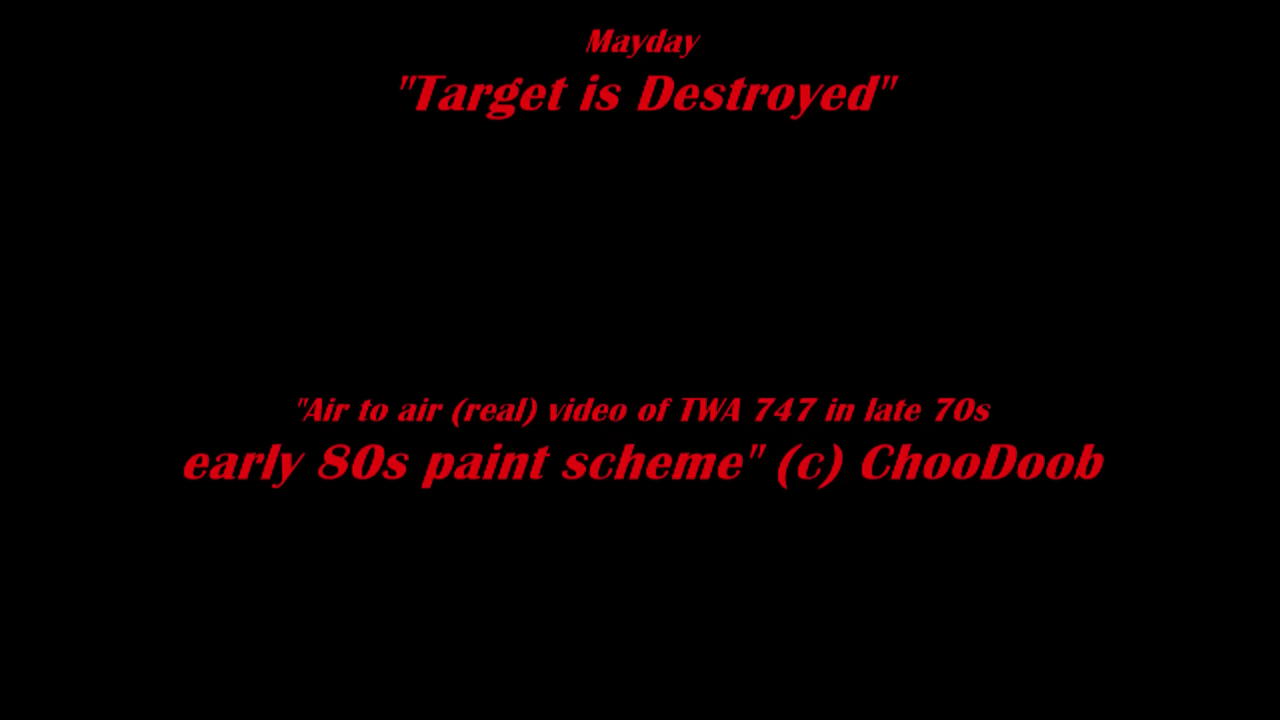 Mayday
"Target is Destroyed"
"Air to air (real) video of TWA 747 in late 70s
early 80s paint scheme" (c) ChooDoob